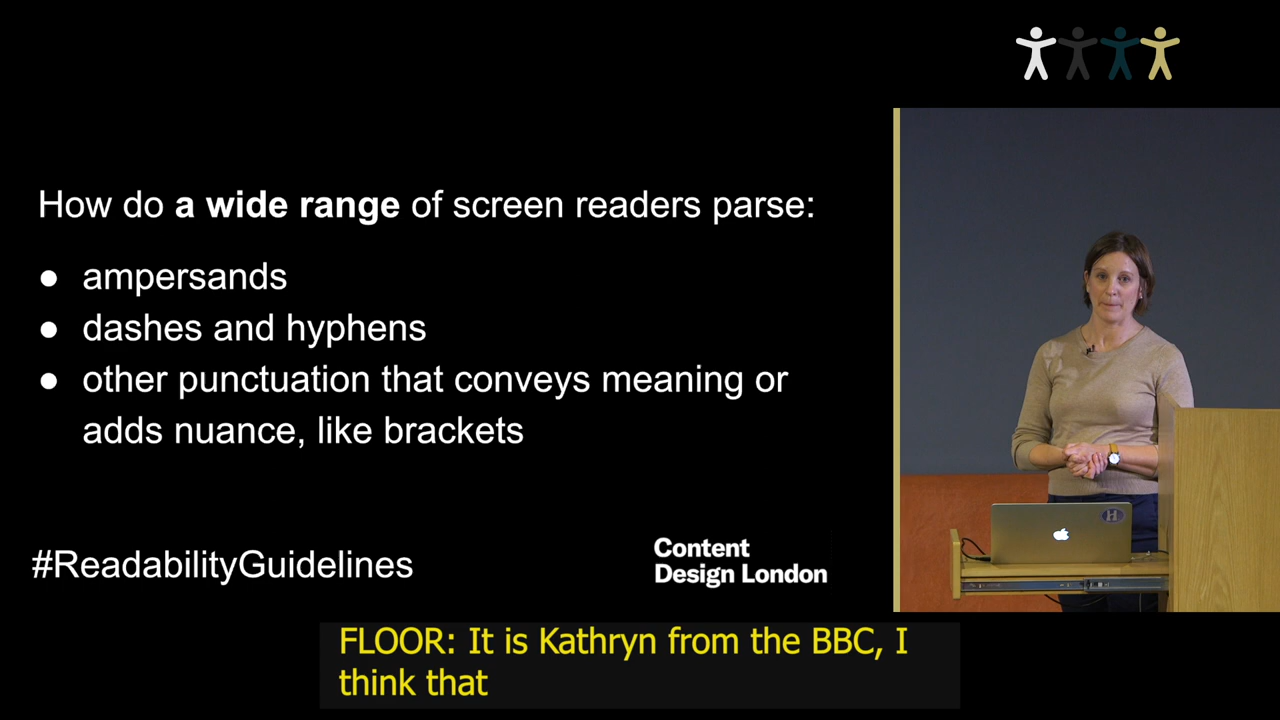 How do a wide range of screen readers parse:
● ampersands
● dashes and hyphens
● other punctuation that conveys meaning or
adds nuance, like brackets
#ReadabilityGuidelines
Content
Design London
H
FLOOR: It is Kathryn from the BBC, I
think that